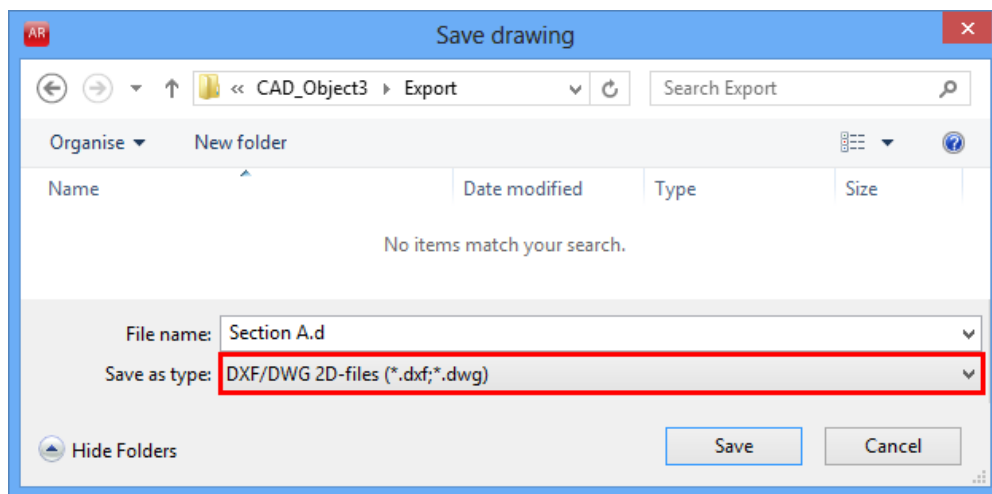 AR Save drawing
« CAD_Object3 Export Search Export
Organise New folder
Name Date modified Type Size
No items match your search.
File name: Section A.d
Save as type: DXF/DWG 2D-files (*.dxf;*.dwg)
Hide Folders Save Cancel